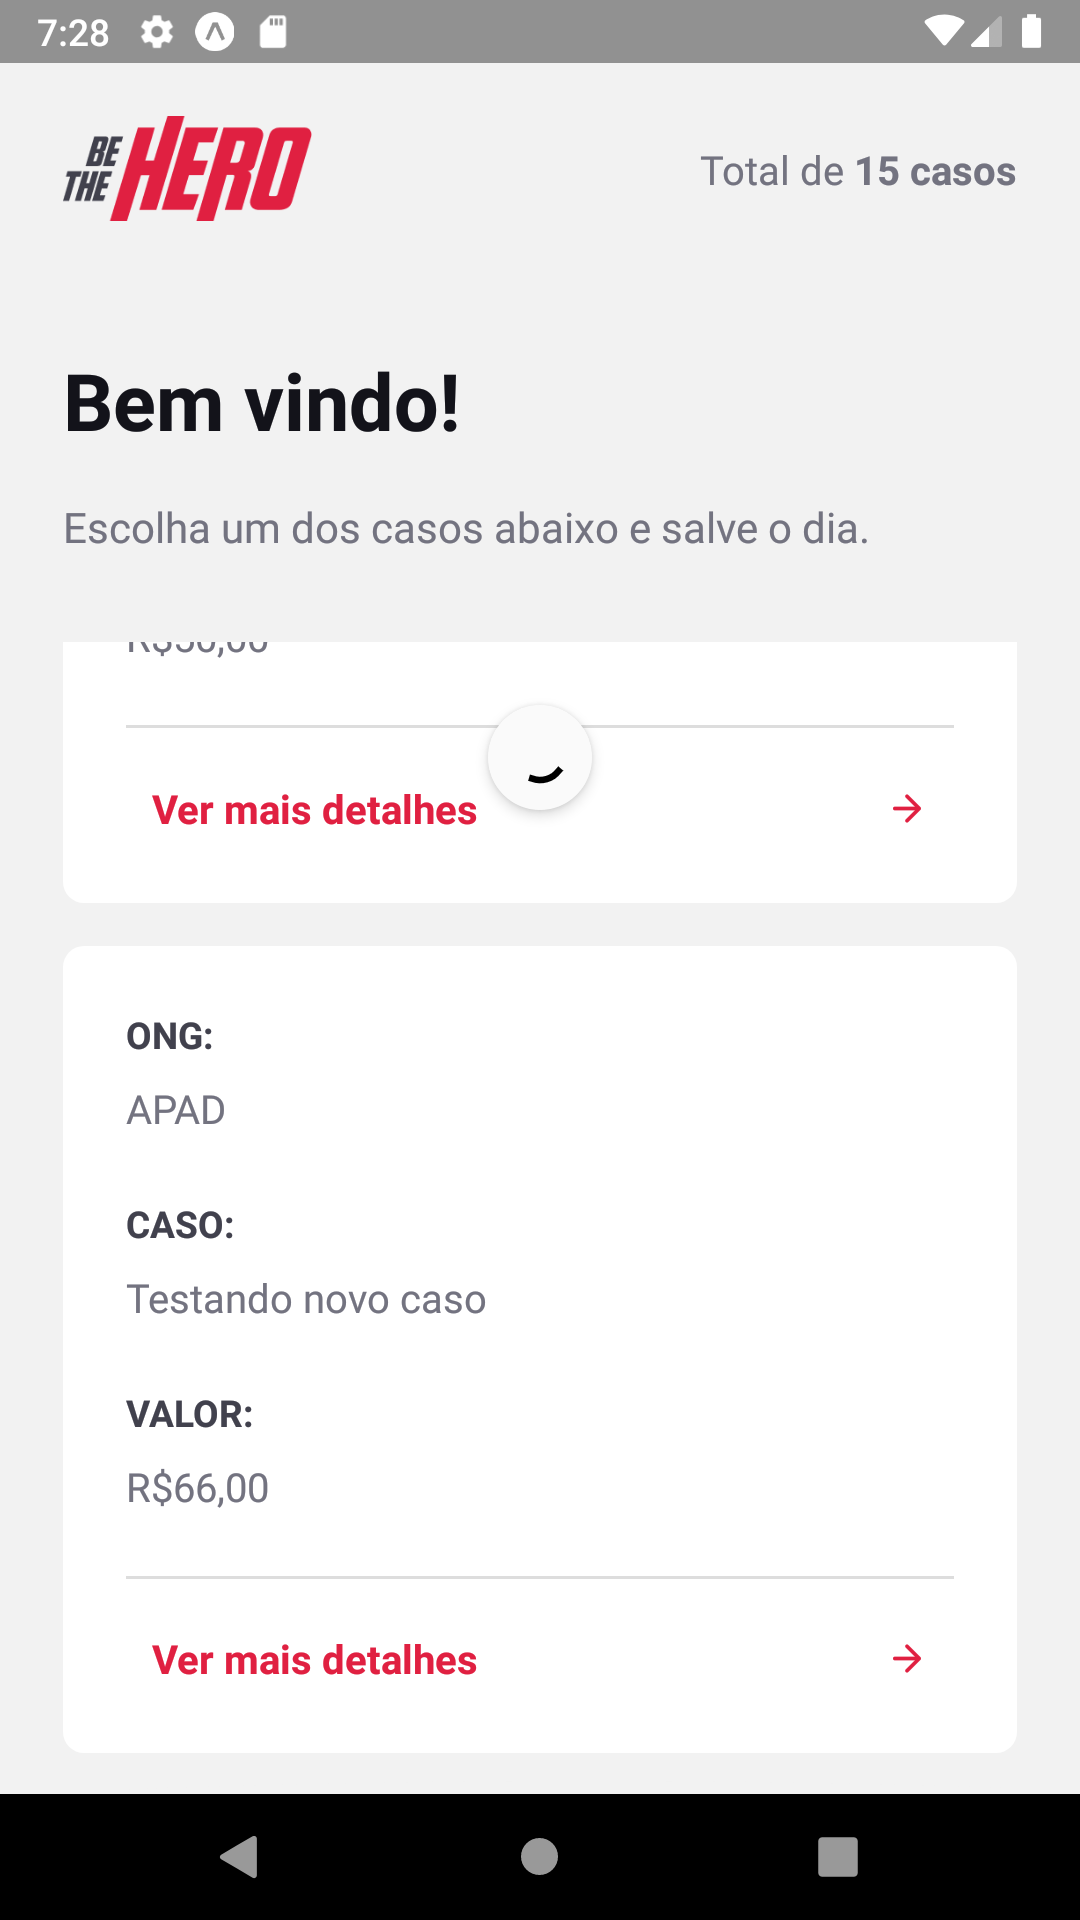 7:28
BE
THE HERO
Total de 15 casos
Bem vindo!
Escolha um dos casos abaixo e salve o dia.
Ver mais detalhes
ONG:
APAD
CASO:
Testando novo caso
VALOR:
R$66,00
Ver mais detalhes